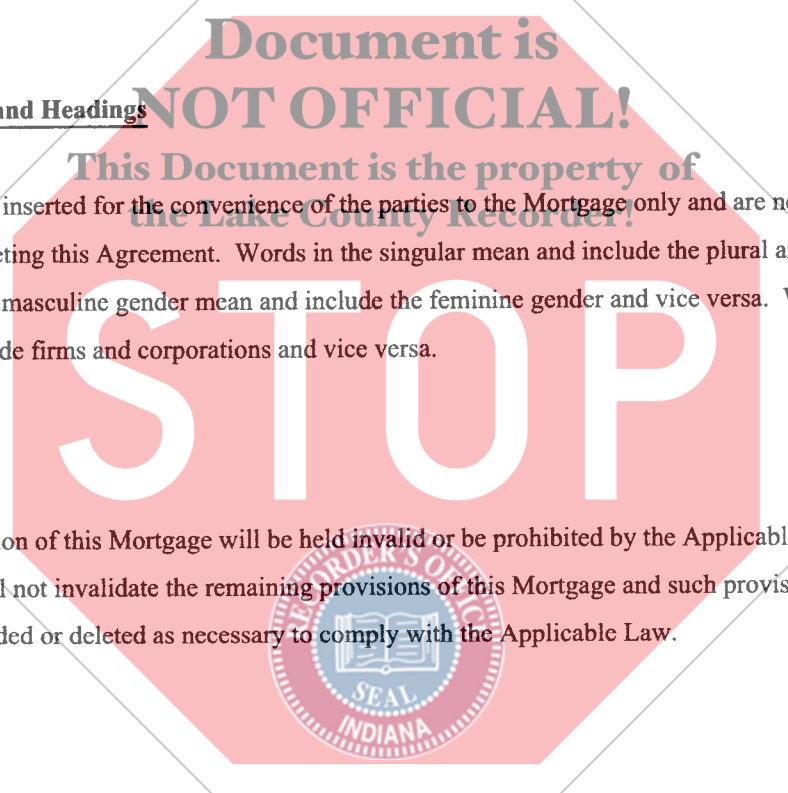 Document is
and Headings
NOT OFFICIAL!
This Document is the property of
inserted for the convenience of the parties to the Mortgage only and are
the Lake County Recorder!
eting this Agreement. Words in the singular mean and include the plural
masculine gender mean and include the feminine gender and vice versa.
de firms and corporations and vice versa.
STOP
on of this Mortgage will be held invalid or be prohibited by the Applicabl
l not invalidate the remaining provisions of this Mortgage and such provis
ded or deleted as necessary to comply with the Applicable Law.
RECORDER'S OFFICE
SEAL
INDIANA